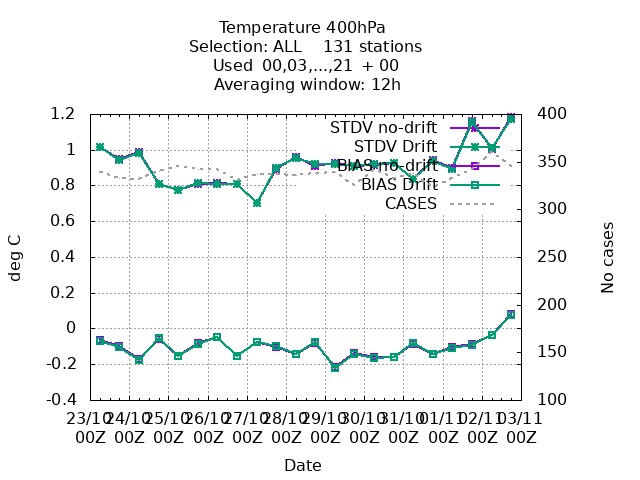 Temperature 400hPa
Selection: ALL 131 stations
Used 00,03,...,21 + 00
Averaging window: 12h
1.2
1
0.8
0.6
0.4
0.2
0
-0.2
-0.4
deg C
STDV no-drift
STDV Drift
BIAS no-drift
BIAS Drift
CASES
400
350
300
250
200
150
100
No cases
23/10 24/10 25/10 26/10 27/10 28/10 29/10 30/10 31/10 01/11 02/11 03/11
00Z 00Z 00Z 00Z 00Z 00Z 00Z 00Z 00Z 00Z 00Z 00Z
Date